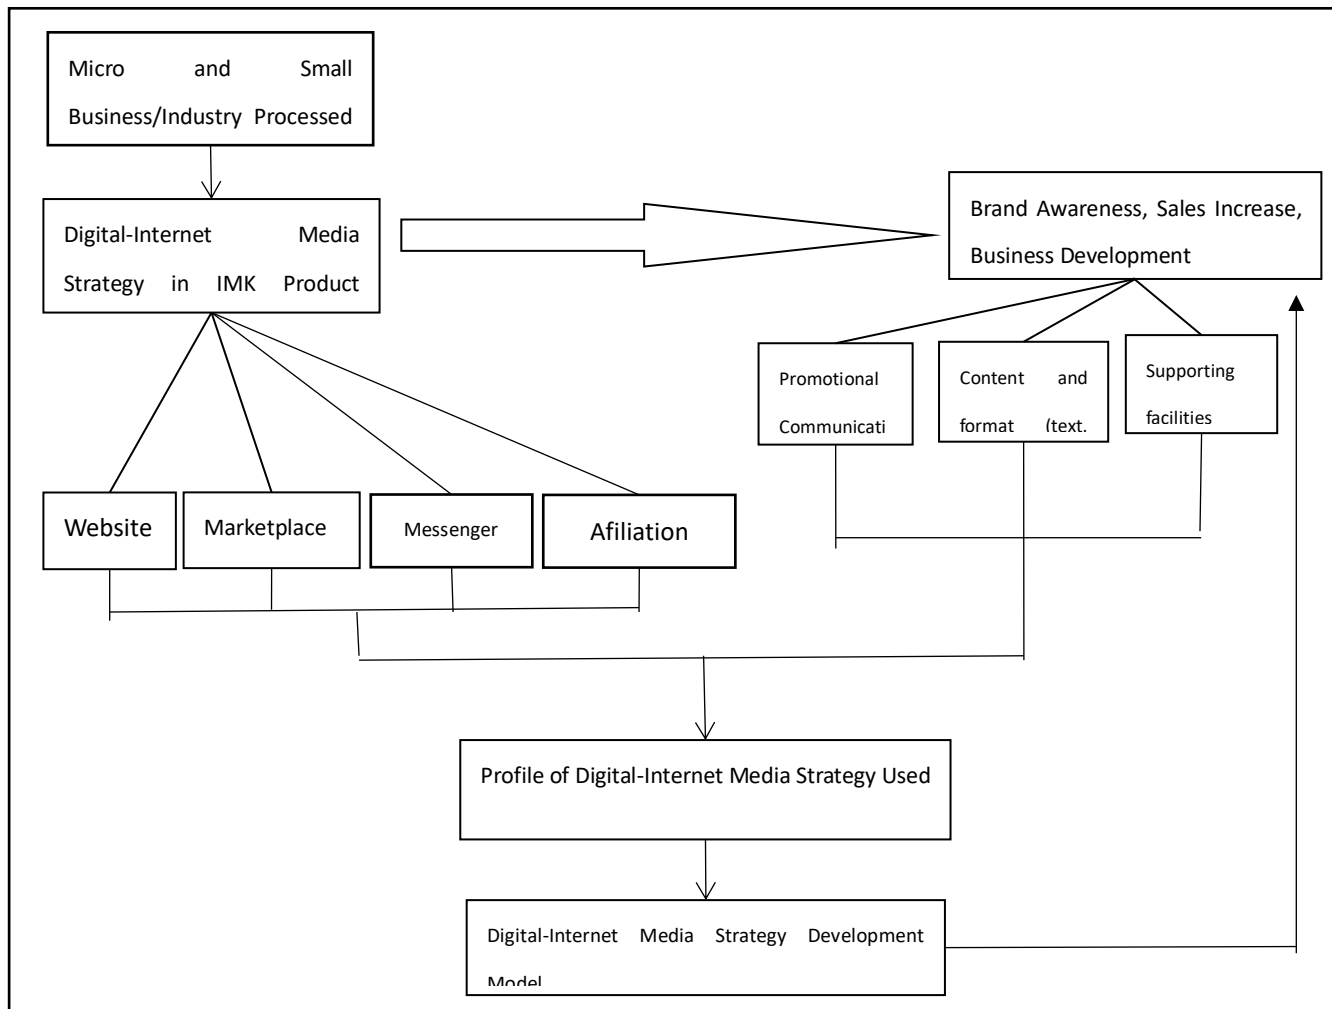 Micro and Small
Business/Industry Processed
Digital-Internet Media
Strategy in IMK Product
Brand Awareness, Sales Increase,
Business Development
Promotional
Communicati
Content and
format (text,
Supporting
facilities
Website
Marketplace
Messenger
Afiliation
Profile of Digital-Internet Media Strategy Used
Digital-Internet Media Strategy Development
Model